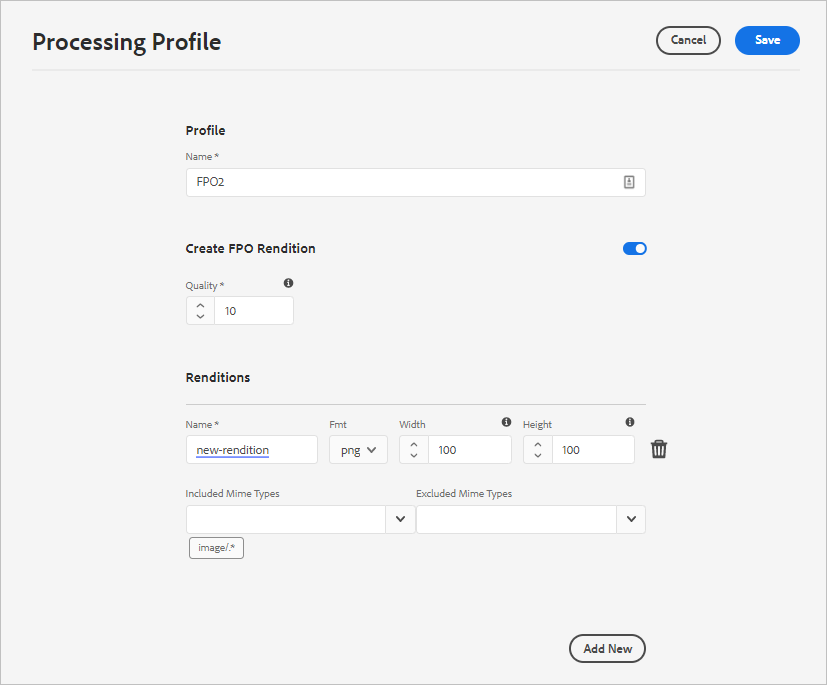 Processing Profile
Cancel
Save
Profile
Name *
FPO2
Create FPO Rendition
Quality *
10
Renditions
Name * Fmt Width Height
new-rendition png 100 100
Included Mime Types Excluded Mime Types
image/.*
Add New